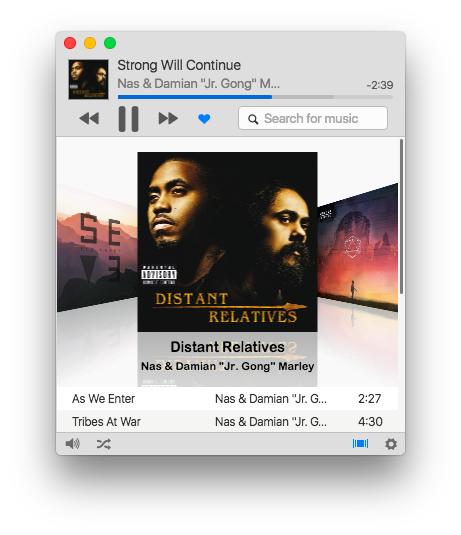 Strong Will Continue
Nas & Damian "Jr. Gong" M...
-2:39
Search for music
SE
V3
PARENTAL
ADVISORY
DISTANT
RELATIVES
Distant Relatives
Nas & Damian "Jr. Gong" Marley
As We Enter Nas & Damian "Jr. G... 2:27
Tribes At War Nas & Damian "Jr. G... 4:30